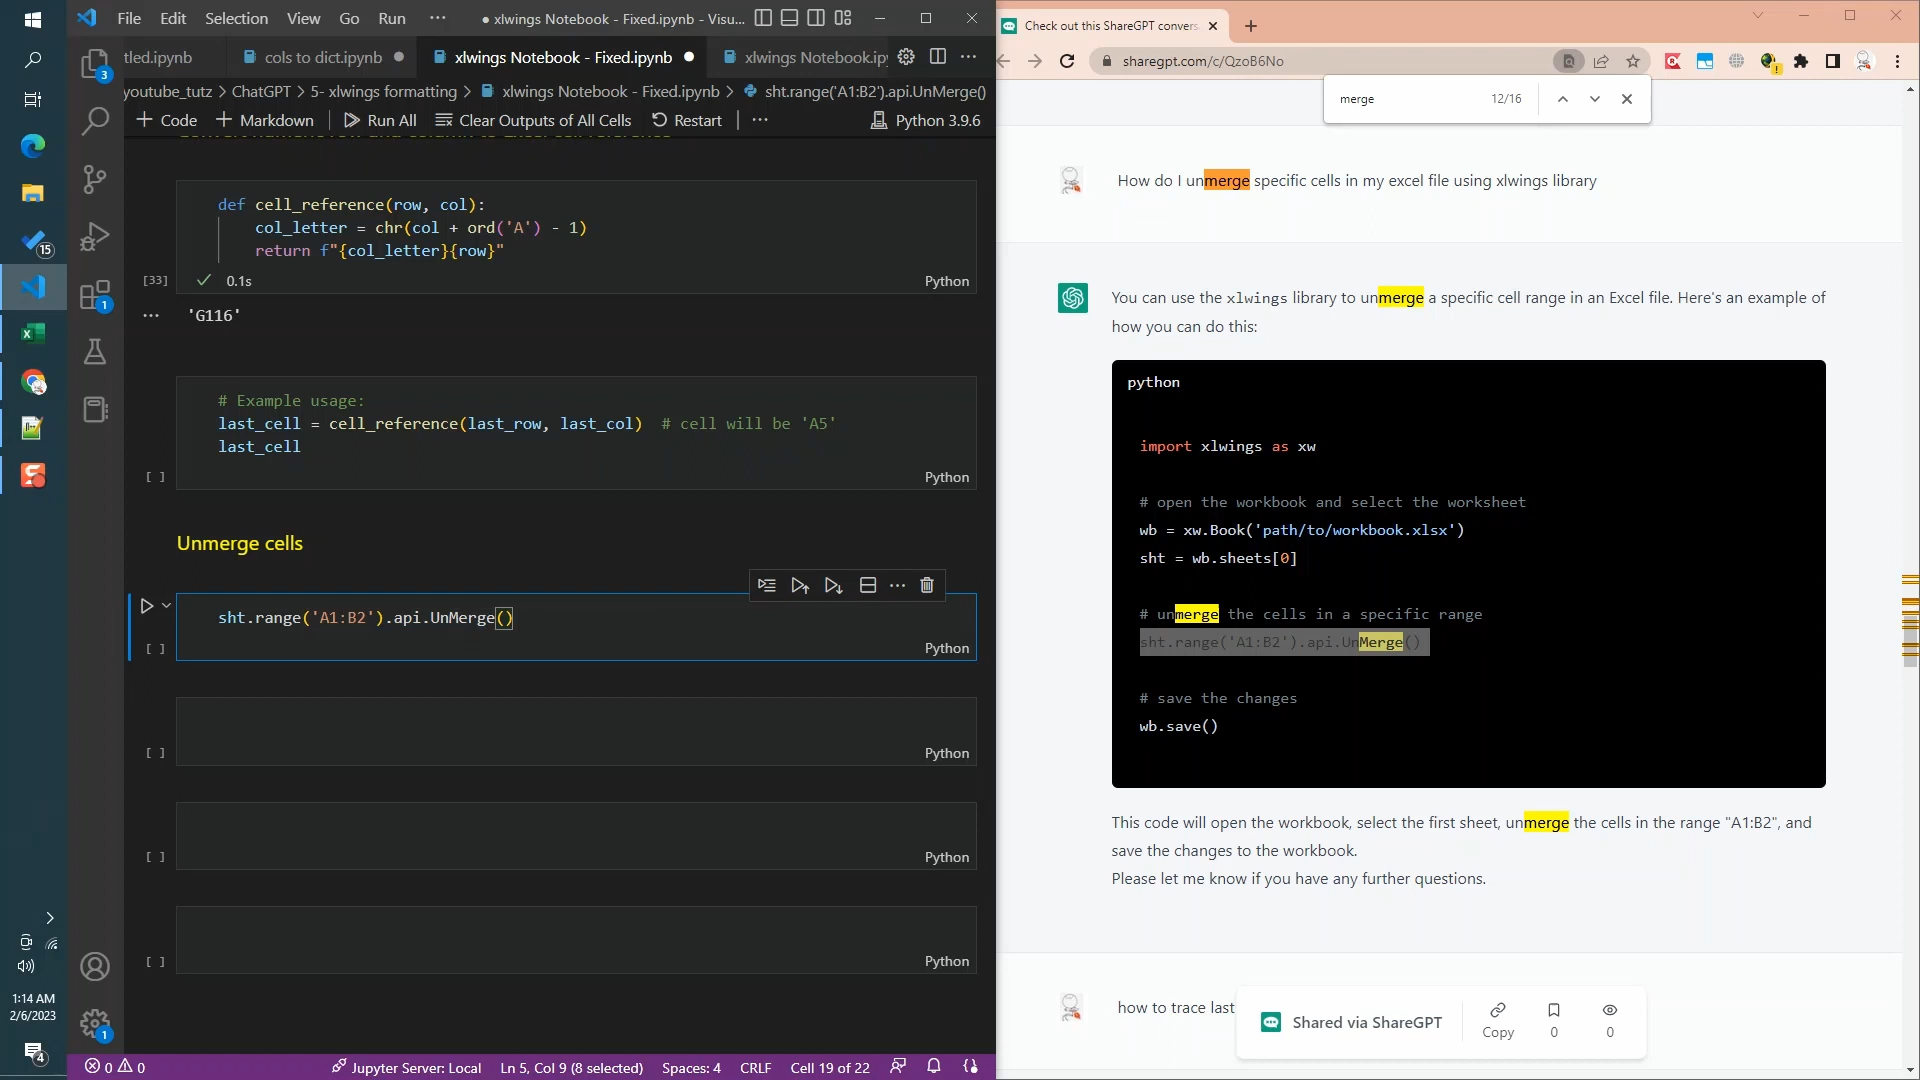 File Edit Selection View Go Run ··· ● xlwings Notebook - Fixed.ipynb - Visu...
tled.ipynb cols to dict.ipynb xlwings Notebook - Fixed.ipynb xlwings Notebook.ip
youtube_tutz > ChatGPT > 5- xlwings formatting > xlwings Notebook - Fixed.ipynb > sht.range('A1:B2').api.UnMerge()
+ Code + Markdown Run All Clear Outputs of All Cells Restart ··· Python 3.9.6
def cell_reference(row, col):
col_letter = chr(col + ord('A') - 1)
return f"{col_letter}{row}"
[33] ✓ 0.1s Python
··· 'G116'
# Example usage:
last_cell = cell_reference(last_row, last_col) # cell will be 'A5'
last_cell
[ ] Python
Unmerge cells
sht.range('A1:B2').api.UnMerge()
[ ] Python
[ ] Python
[ ] Python
[ ] Python
3
15
1
1
4
1:14 AM
2/6/2023
0 0 Jupyter Server: Local Ln 5, Col 9 (8 selected) Spaces: 4 CRLF Cell 19 of 22
Check out this ShareGPT convers
sharegpt.com/c/QzoB6No
merge 12/16
How do I unmerge specific cells in my excel file using xlwings library
You can use the xlwings library to unmerge a specific cell range in an Excel file. Here's an example of
how you can do this:
python
import xlwings as xw
# open the workbook and select the worksheet
wb = xw.Book('path/to/workbook.xlsx')
sht = wb.sheets[0]
# unmerge the cells in a specific range
sht.range('A1:B2').api.UnMerge()
# save the changes
wb.save()
This code will open the workbook, select the first sheet, unmerge the cells in the range "A1:B2", and
save the changes to the workbook.
Please let me know if you have any further questions.
how to trace last
Shared via ShareGPT
Copy 0 0